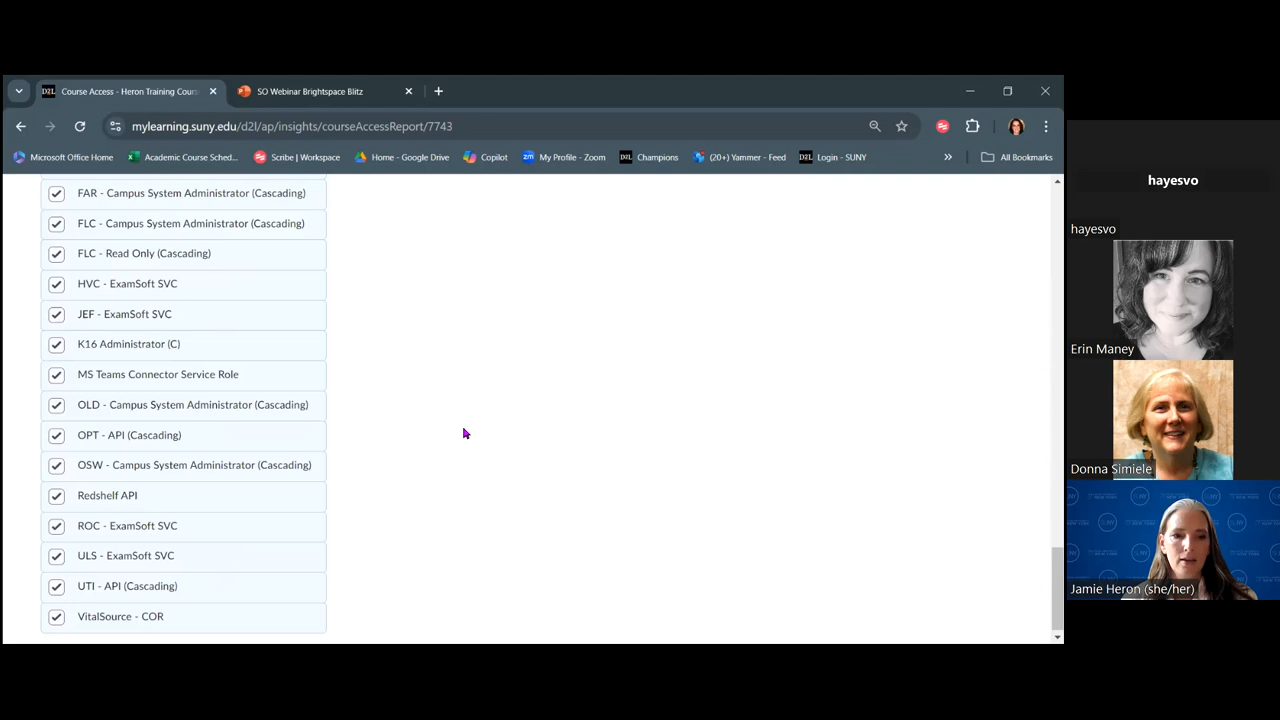 D2L Course Access - Heron Training Cours
SO Webinar Brightspace Blitz
mylearning.suny.edu/d2l/ap/insights/courseAccessReport/7743
Microsoft Office Home
Academic Course Sched...
Scribe | Workspace
Home - Google Drive
Copilot
zm My Profile - Zoom
D2L Champions
(20+) Yammer - Feed
D2L Login - SUNY
All Bookmarks
FAR - Campus System Administrator (Cascading)
FLC - Campus System Administrator (Cascading)
FLC - Read Only (Cascading)
HVC - ExamSoft SVC
JEF - ExamSoft SVC
K16 Administrator (C)
MS Teams Connector Service Role
OLD - Campus System Administrator (Cascading)
OPT - API (Cascading)
OSW - Campus System Administrator (Cascading)
Redshelf API
ROC - ExamSoft SVC
ULS - ExamSoft SVC
UTI - API (Cascading)
VitalSource - COR
hayesvo
hayesvo
Erin Maney
Donna Simiele
Jamie Heron (she/her)